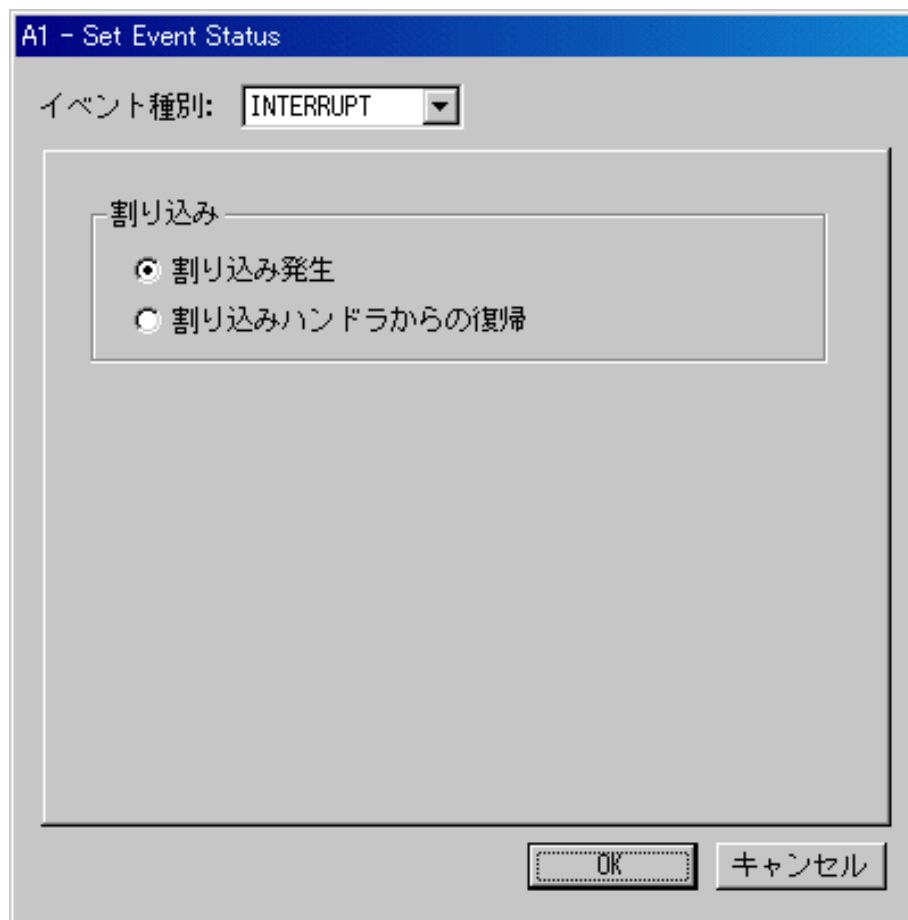 A1 - Set Event Status
イベント種別: INTERRUPT
割り込み
割り込み発生
割り込みハンドラからの復帰
OK キャンセル